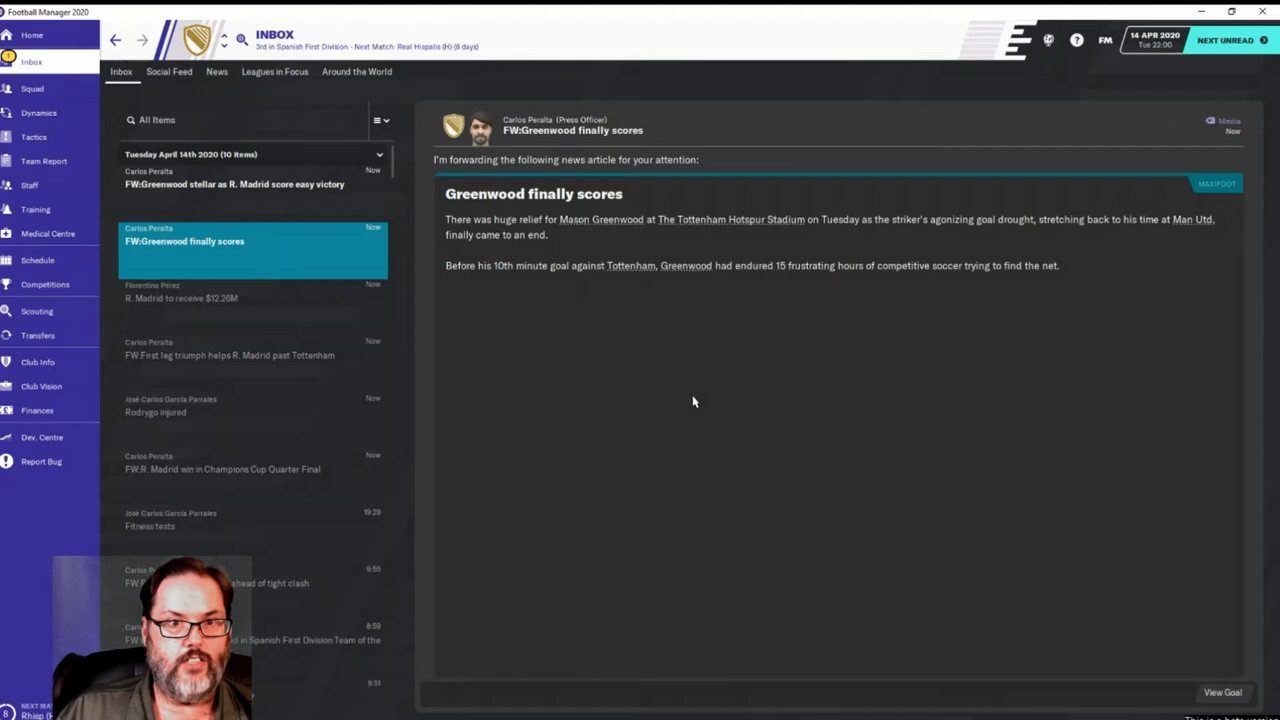 Football Manager 2020
Home
Inbox
Squad
Dynamics
Tactics
Team Report
Staff
Training
Medical Centre
Schedule
Competitions
Scouting
Transfers
Club Info
Club Vision
Finances
Dev. Centre
Report Bug
INBOX
3rd in Spanish First Division - Next Match: Real Hispalis (H) (8 days)
FM
14 APR 2020
Tue 22:00
NEXT UNREAD
Inbox Social Feed News Leagues in Focus Around the World
All Items
Tuesday April 14th 2020 (10 items)
Carlos Peralta Now
FW:Greenwood stellar as R. Madrid score easy victory
Carlos Peralta Now
FW:Greenwood finally scores
Florentino Pérez Now
R. Madrid to receive $12.26M
Carlos Peralta Now
FW:First leg triumph helps R. Madrid past Tottenham
José Carlos García Parrales Now
Rodrygo injured
Carlos Peralta Now
FW:R. Madrid win in Champions Cup Quarter Final
José Carlos García Parrales 19:29
Fitness tests
9:55
ahead of tight clash
8:59
in Spanish First Division Team of the
8:51
Carlos Peralta (Press Officer)
FW:Greenwood finally scores
Media
Now
I'm forwarding the following news article for your attention:
Greenwood finally scores
MAXIFOOT
There was huge relief for Mason Greenwood at The Tottenham Hotspur Stadium on Tuesday as the striker's agonizing goal drought, stretching back to his time at Man Utd,
finally came to an end.
Before his 10th minute goal against Tottenham, Greenwood had endured 15 frustrating hours of competitive soccer trying to find the net.
View Goal
8
NEXT